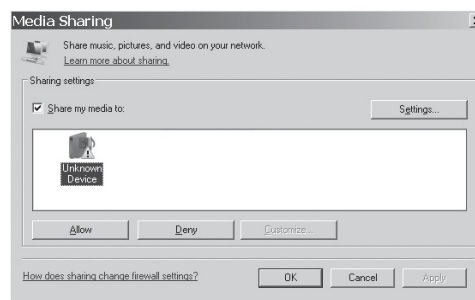 Media Sharing
Share music, pictures, and video on your network.
Learn more about sharing.
Sharing settings
Share my media to:
Settings...
Unknown
Device
Allow
Deny
Customize...
How does sharing change firewall settings?
OK
Cancel
Apply